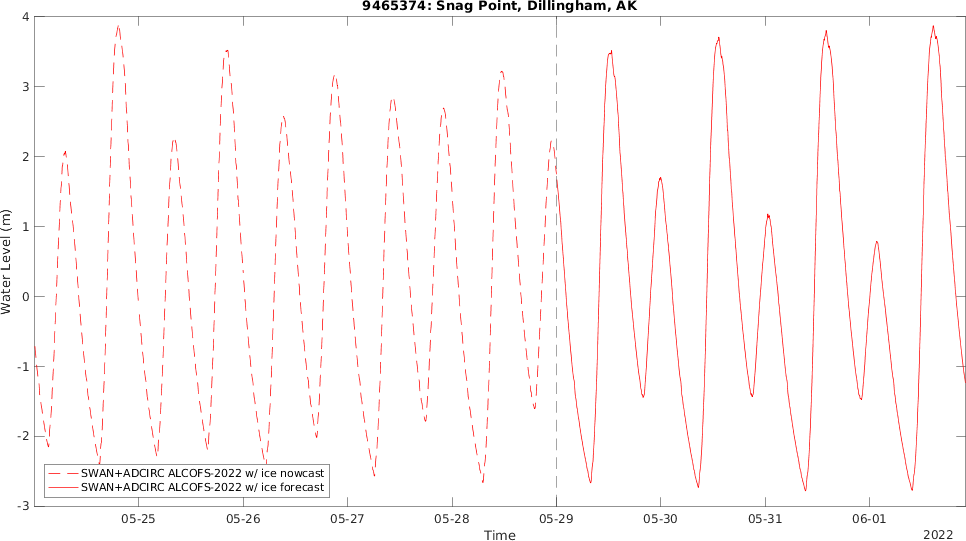 9465374: Snag Point, Dillingham, AK
4
3
2
1
0
-1
-2
-3
Water Level (m)
SWAN+ADCIRC ALCOFS-2022 w/ ice nowcast
SWAN+ADCIRC ALCOFS-2022 w/ ice forecast
05-25 05-26 05-27 05-28 05-29 05-30 05-31 06-01
Time
2022